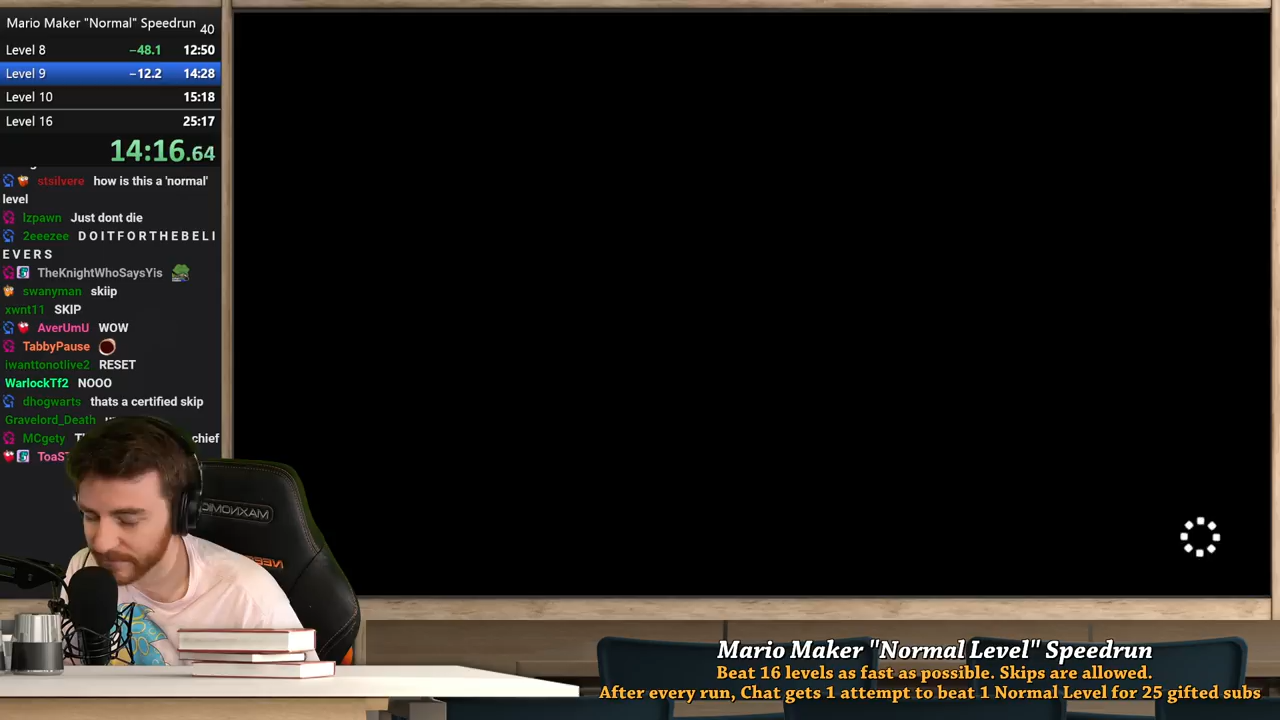 Mario Maker "Normal" Speedrun
40
Level 8 −48.1 12:50
Level 9 −12.2 14:28
Level 10 15:18
Level 16 25:17
14:16.64
stsilvere how is this a 'normal'
level
lzpawn Just dont die
2eeezee D O I T F O R T H E B E L I
E V E R S
TheKnightWhoSaysYis
swanyman skiip
xwnt11 SKIP
AverUmU WOW
TabbyPause
iwanttonotlive2 RESET
WarlockTf2 NOOO
dhogwarts thats a certified skip
Gravelord_Death
MCgety chief
MAXNOMIC
Mario Maker "Normal Level" Speedrun
Beat 16 levels as fast as possible. Skips are allowed.
After every run, Chat gets 1 attempt to beat 1 Normal Level for 25 gifted subs